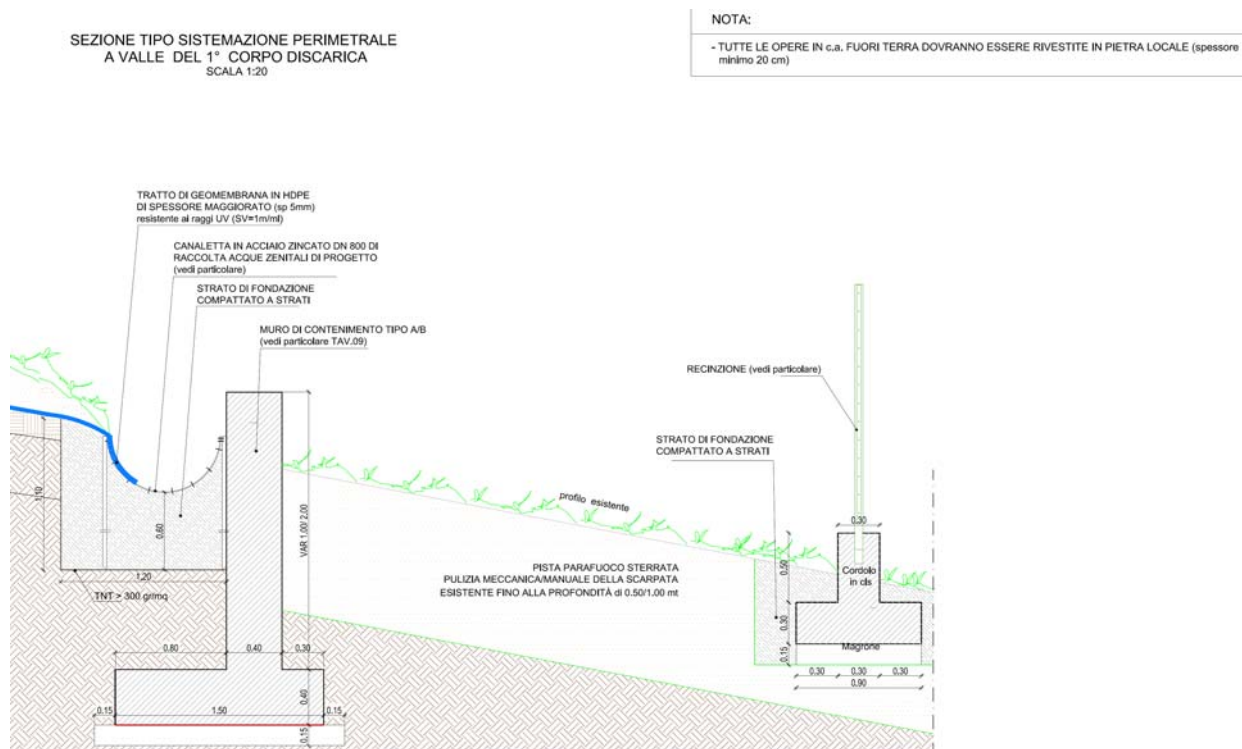 SEZIONE TIPO SISTEMAZIONE PERIMETRALE
A VALLE DEL 1° CORPO DISCARICA
SCALA 1:20
NOTA:
- TUTTE LE OPERE IN c.a. FUORI TERRA DOVRANNO ESSERE RIVESTITE IN PIETRA LOCALE (spessore
minimo 20 cm)
TRATTO DI GEOMEMBRANA IN HDPE
DI SPESSORE MAGGIORATO (sp 5mm)
resistente ai raggi UV (SV=1m/ml)
CANALETTA IN ACCIAIO ZINCATO DN 800 DI
RACCOLTA ACQUE ZENITALI DI PROGETTO
(vedi particolare)
STRATO DI FONDAZIONE
COMPATTATO A STRATI
MURO DI CONTENIMENTO TIPO A/B
(vedi particolare TAV.09)
RECINZIONE (vedi particolare)
STRATO DI FONDAZIONE
COMPATTATO A STRATI
profilo esistente
PISTA PARAFUOCO STERRATA
PULIZIA MECCANICA/MANUALE DELLA SCARPATA
ESISTENTE FINO ALLA PROFONDITÀ di 0.50/1.00 mt
1,10
0,60
1,20
TNT > 300 gr/mq
VAR 1,00/ 2,00
0,80
0,40
0,30
0,40
0,15
1,50
0,15
0,15
0,30
0,50
Cordolo
in cls
0,30
0,15
Magrone
0,30
0,30
0,30
0,90